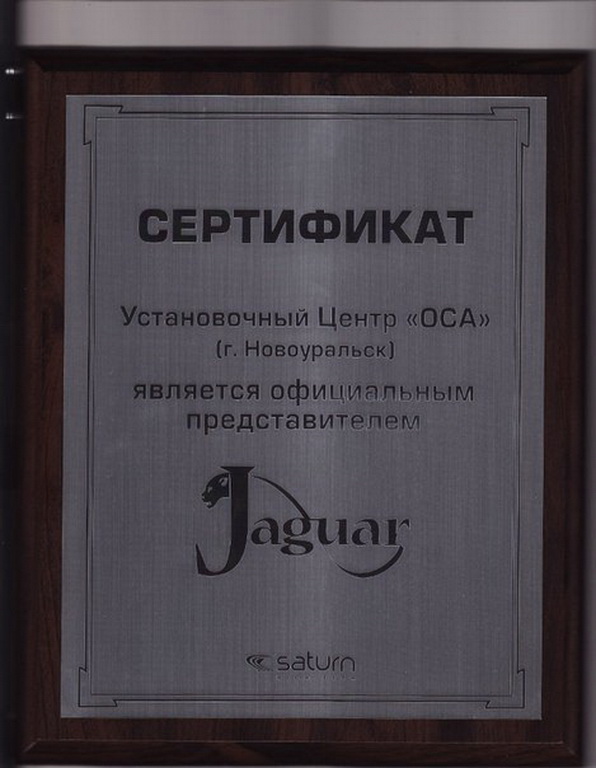 СЕРТИФИКАТ
Установочный Центр «ОСА»
(г. Новоуральск)
является официальным
представителем
Jaguar
saturn